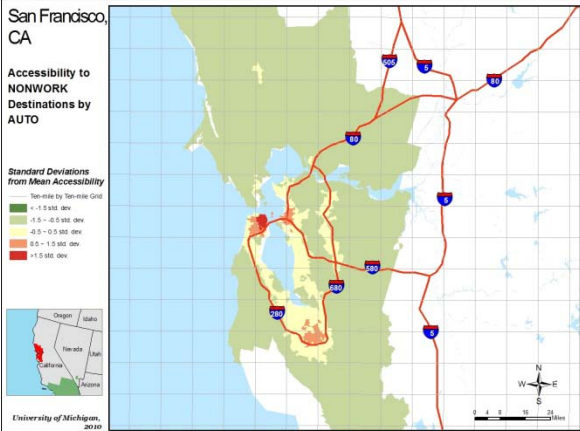 San Francisco,
CA
Accessibility to
NONWORK
Destinations by
AUTO
Standard Deviations
from Mean Accessibility
Ten-mile by Ten-mile Grid
< -1.5 std. dev.
-1.5 - -0.5 std. dev.
-0.5 - 0.5 std. dev.
0.5 - 1.5 std. dev.
>1.5 std. dev.
Oregon
Idaho
Nevada
Utah
California
Arizona
University of Michigan,
2010
505
5
80
80
5
580
680
280
5
N
W
E
S
0 4 8 16 24
Miles